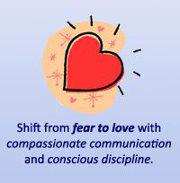 Shift from fear to love with
compassionate communication
and conscious discipline.